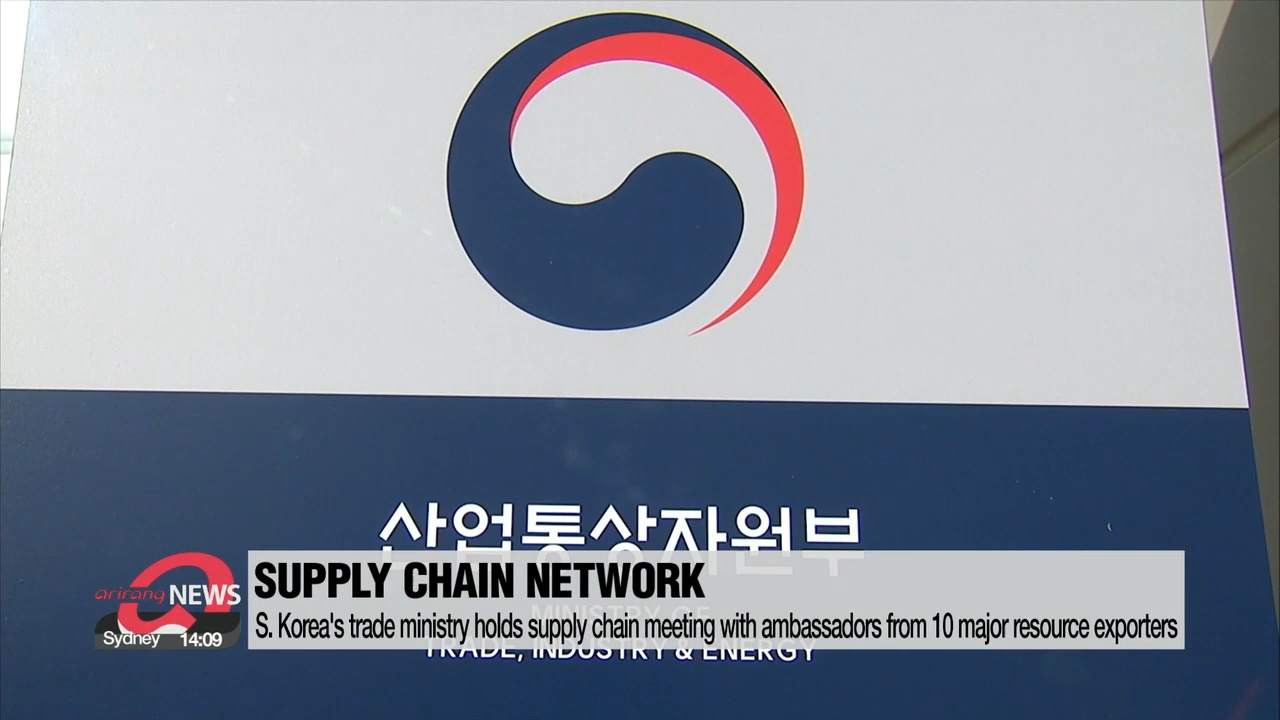 산업통상자원부
MINISTRY OF
TRADE, INDUSTRY & ENERGY
arirang NEWS
Sydney 14:09
SUPPLY CHAIN NETWORK
S. Korea's trade ministry holds supply chain meeting with ambassadors from 10 major resource exporters